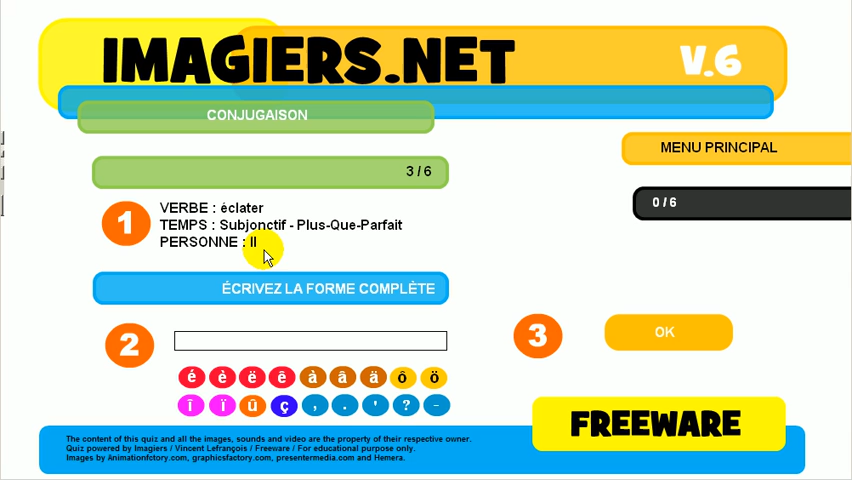 IMAGIERS.NET
V.6
CONJUGAISON
MENU PRINCIPAL
3 / 6
0 / 6
1
VERBE : éclater
TEMPS : Subjonctif - Plus-Que-Parfait
PERSONNE : Il
ÉCRIVEZ LA FORME COMPLÈTE
2
3
OK
é è ë ê à â ä ô ö
î ï û ç , . ' ? -
FREEWARE
The content of this quiz and all the images, sounds and video are the property of their respective owner.
Quiz powered by Imagiers / Vincent Lefrançois / Freeware / For educational purpose only.
Images by Animationfctory.com, graphicsfactory.com, presentermedia.com and Hemera.